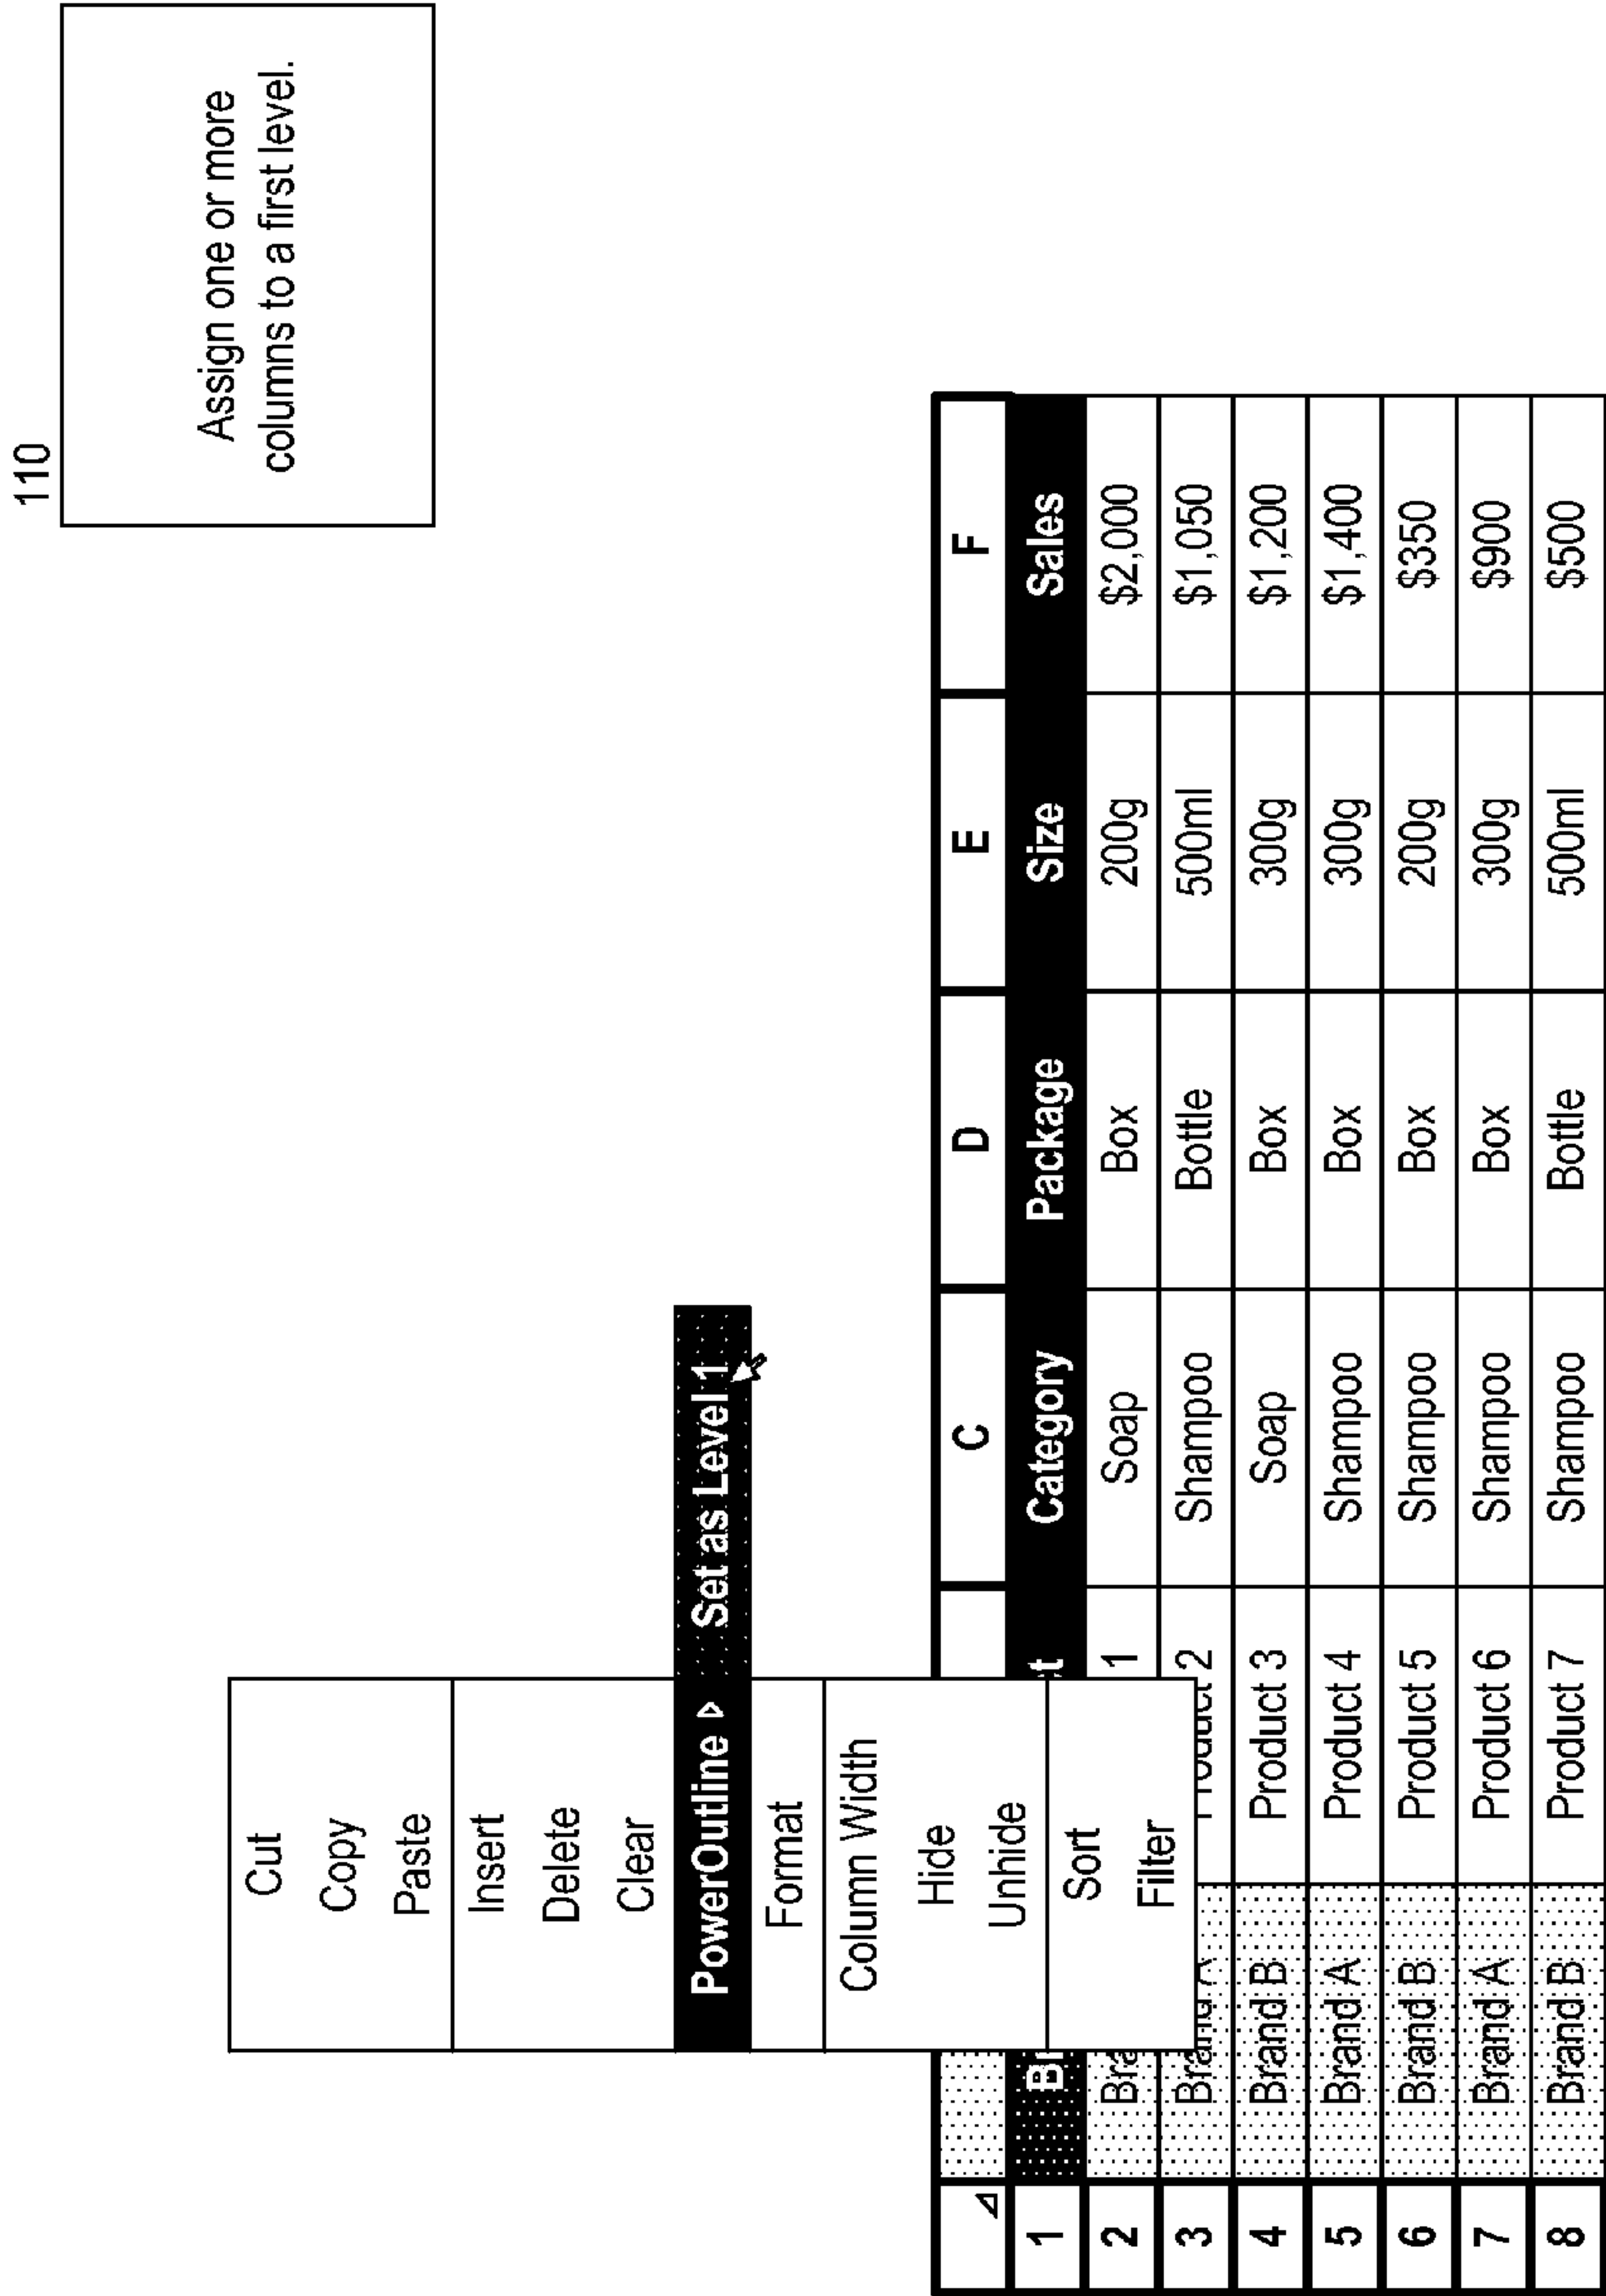 110
Assign one or more
columns to a first level.
Cut
Copy
Paste
Insert
Delete
Clear
PowerOutline ▷ Set as Level 1
Format
Column Width
Hide
Unhide
Sort
Filter
C D E F
1 Category Package Size Sales
2 1 Soap Box 200g $2,000
3 Product 2 Shampoo Bottle 500ml $1,050
4 Brand B Product 3 Soap Box 300g $1,200
5 Brand A Product 4 Shampoo Box 300g $1,400
6 Brand B Product 5 Shampoo Box 200g $350
7 Brand A Product 6 Shampoo Box 300g $900
8 Brand B Product 7 Shampoo Bottle 500ml $500